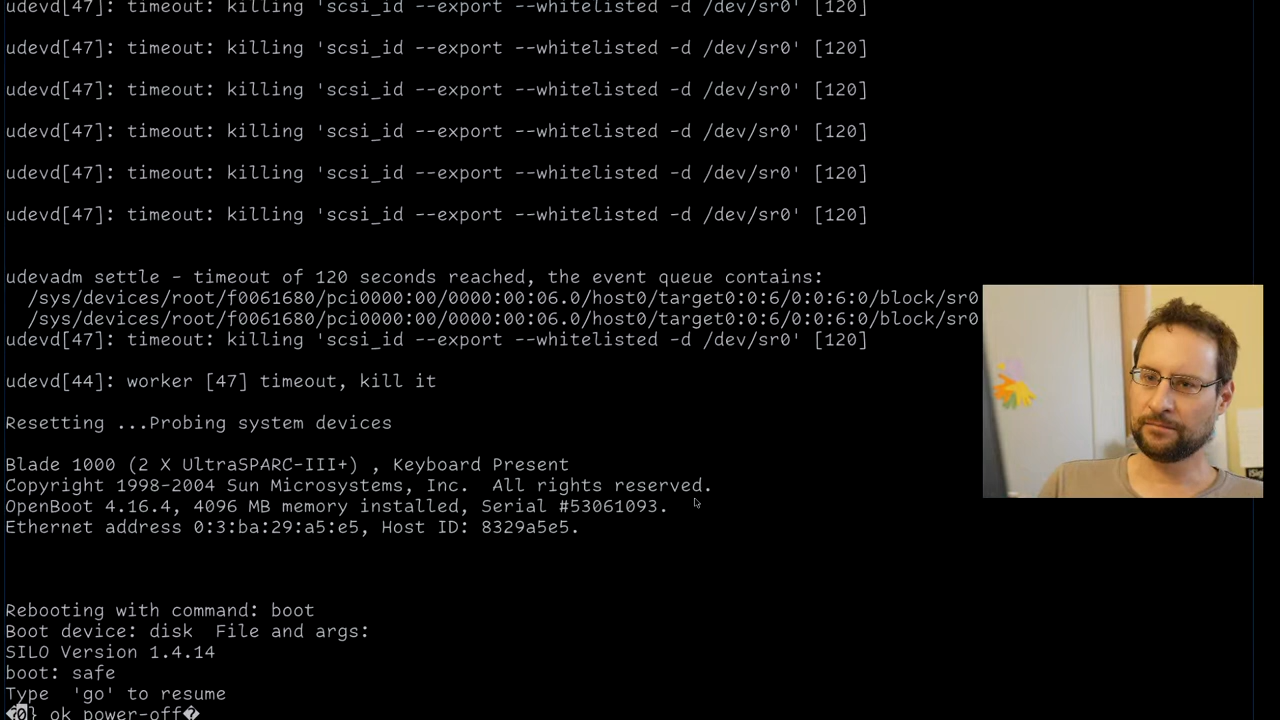 udevd[47]: timeout: killing 'scsi_id --export --whitelisted -d /dev/sr0' [120]
udevd[47]: timeout: killing 'scsi_id --export --whitelisted -d /dev/sr0' [120]
udevd[47]: timeout: killing 'scsi_id --export --whitelisted -d /dev/sr0' [120]
udevd[47]: timeout: killing 'scsi_id --export --whitelisted -d /dev/sr0' [120]
udevd[47]: timeout: killing 'scsi_id --export --whitelisted -d /dev/sr0' [120]
udevd[47]: timeout: killing 'scsi_id --export --whitelisted -d /dev/sr0' [120]
udevadm settle - timeout of 120 seconds reached, the event queue contains:
/sys/devices/root/f0061680/pci0000:00/0000:00:06.0/host0/target0:0:6/0:0:6:0/block/sr0
/sys/devices/root/f0061680/pci0000:00/0000:00:06.0/host0/target0:0:6/0:0:6:0/block/sr0
udevd[47]: timeout: killing 'scsi_id --export --whitelisted -d /dev/sr0' [120]
udevd[44]: worker [47] timeout, kill it
Resetting ...Probing system devices
Blade 1000 (2 X UltraSPARC-III+) , Keyboard Present
Copyright 1998-2004 Sun Microsystems, Inc.  All rights reserved.
OpenBoot 4.16.4, 4096 MB memory installed, Serial #53061093.
Ethernet address 0:3:ba:29:a5:e5, Host ID: 8329a5e5.
Rebooting with command: boot
Boot device: disk  File and args:
SILO Version 1.4.14
boot: safe
Type  'go' to resume
�0} ok power-off�